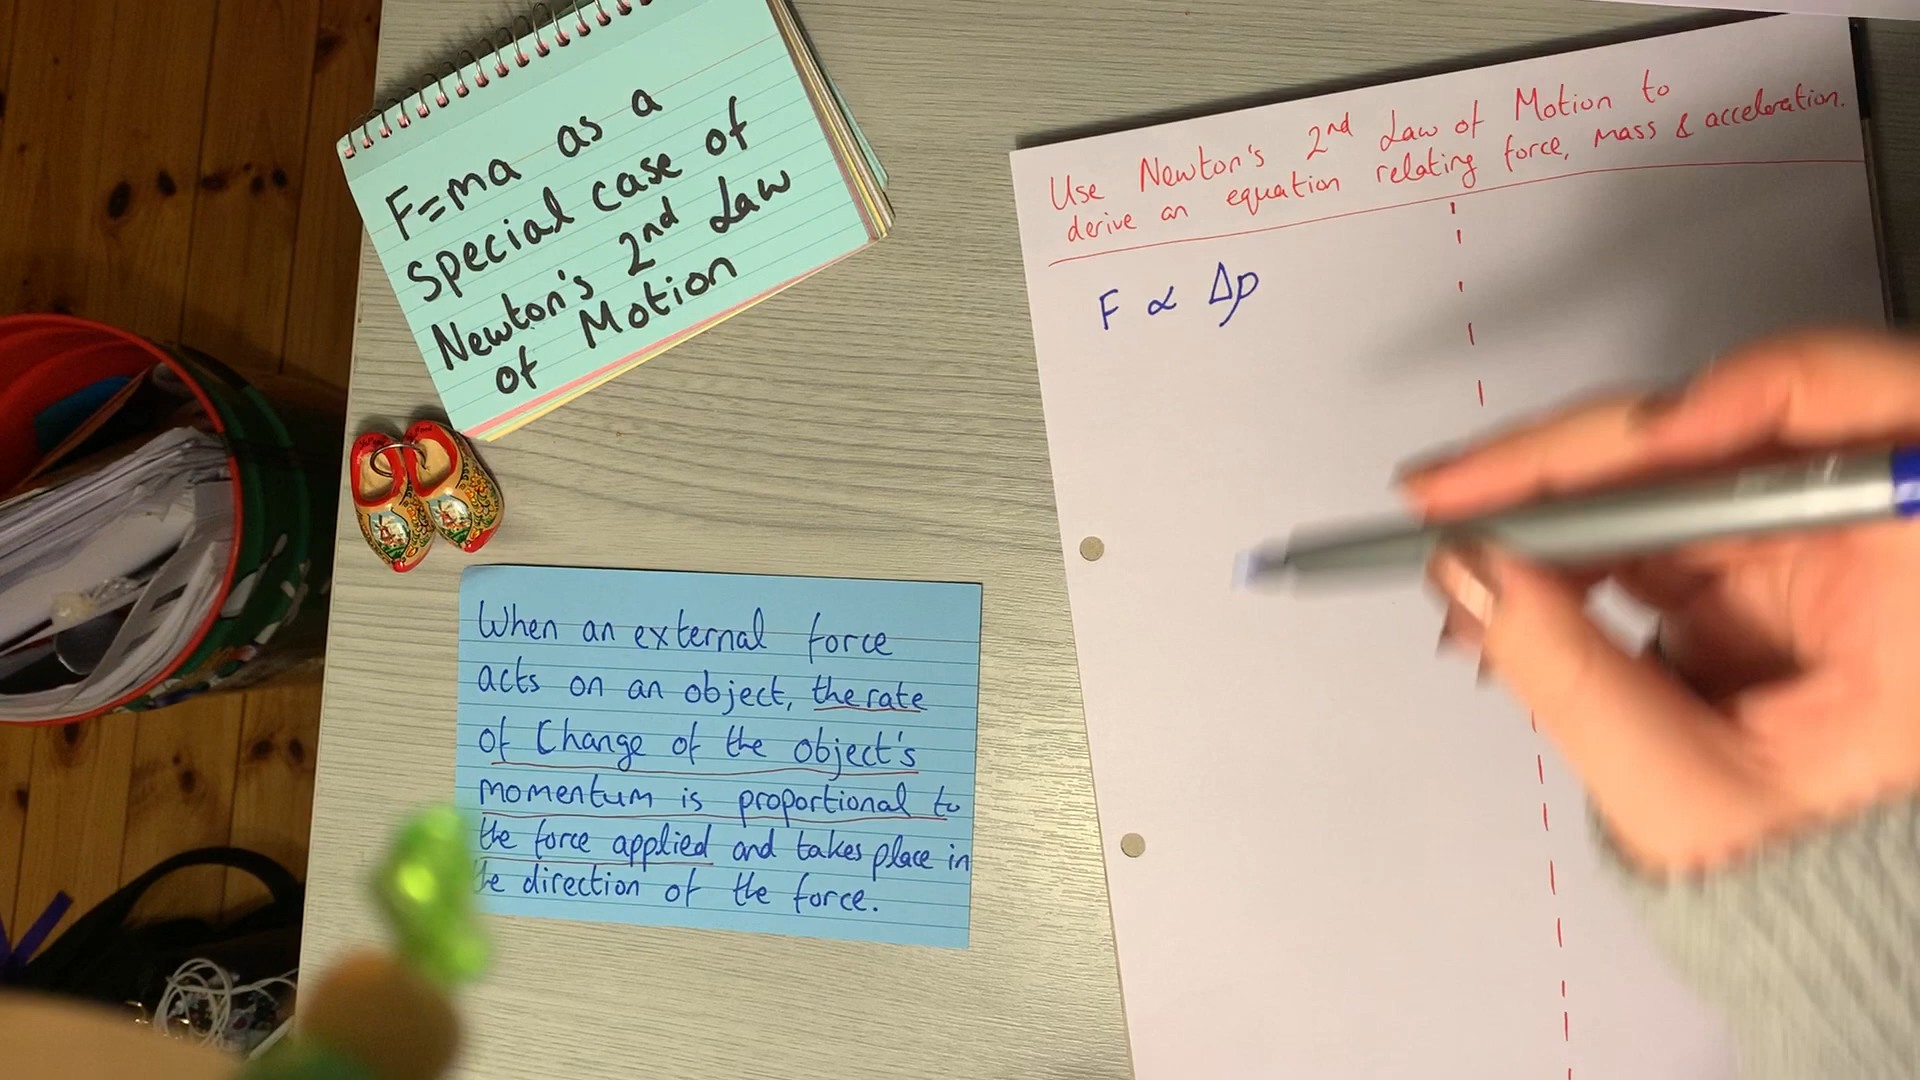 F=ma as a
special case of
Newton's 2nd Law
of Motion
When an external force
acts on an object, the rate
of Change of the object's
momentum is proportional to
the force applied and takes place in
the direction of the force.
Use Newton's 2nd Law of Motion to
derive an equation relating force, mass & acceleration.
F ∝ Δp